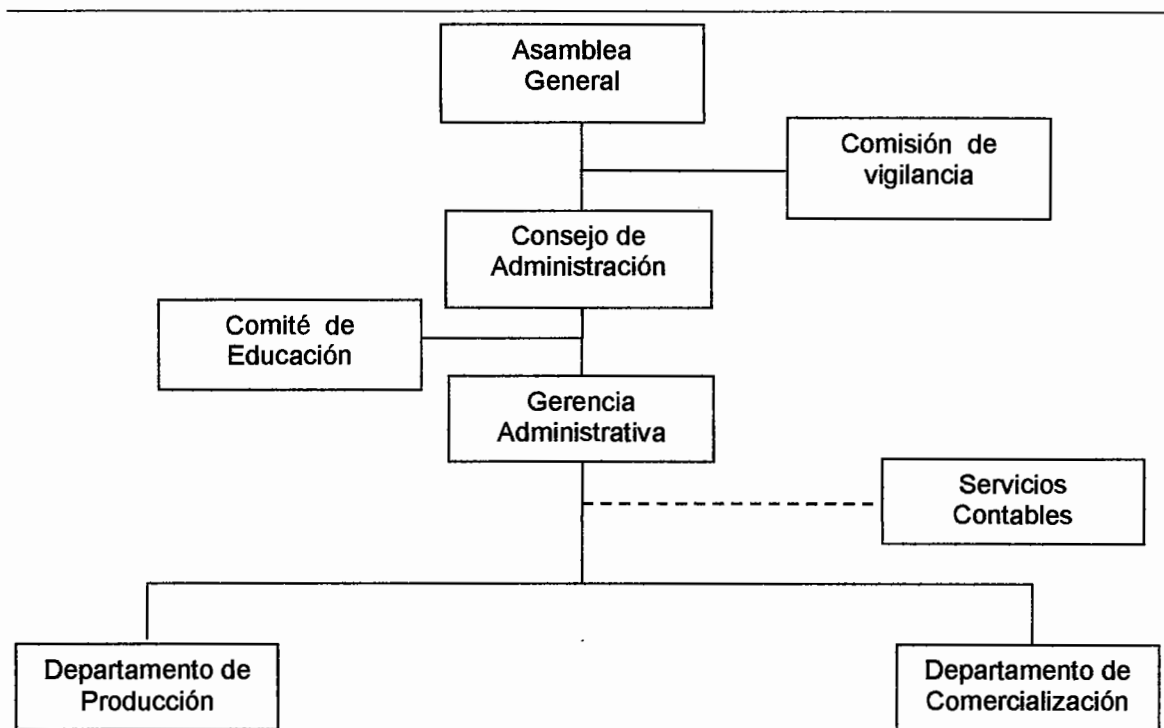 Asamblea
General
Comisión de
vigilancia
Consejo de
Administración
Comité de
Educación
Gerencia
Administrativa
Servicios
Contables
Departamento de
Producción
Departamento de
Comercialización